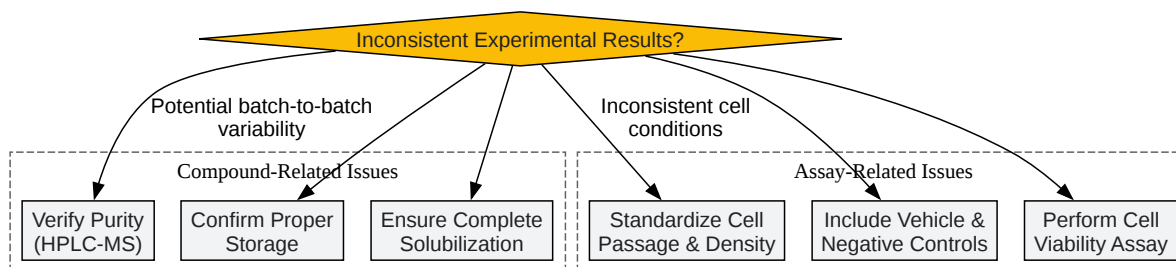 Inconsistent Experimental Results?
Potential batch-to-batch
variability
Inconsistent cell
conditions
Compound-Related Issues
Assay-Related Issues
Verify Purity
(HPLC-MS)
Confirm Proper
Storage
Ensure Complete
Solubilization
Standardize Cell
Passage & Density
Include Vehicle &
Negative Controls
Perform Cell
Viability Assay